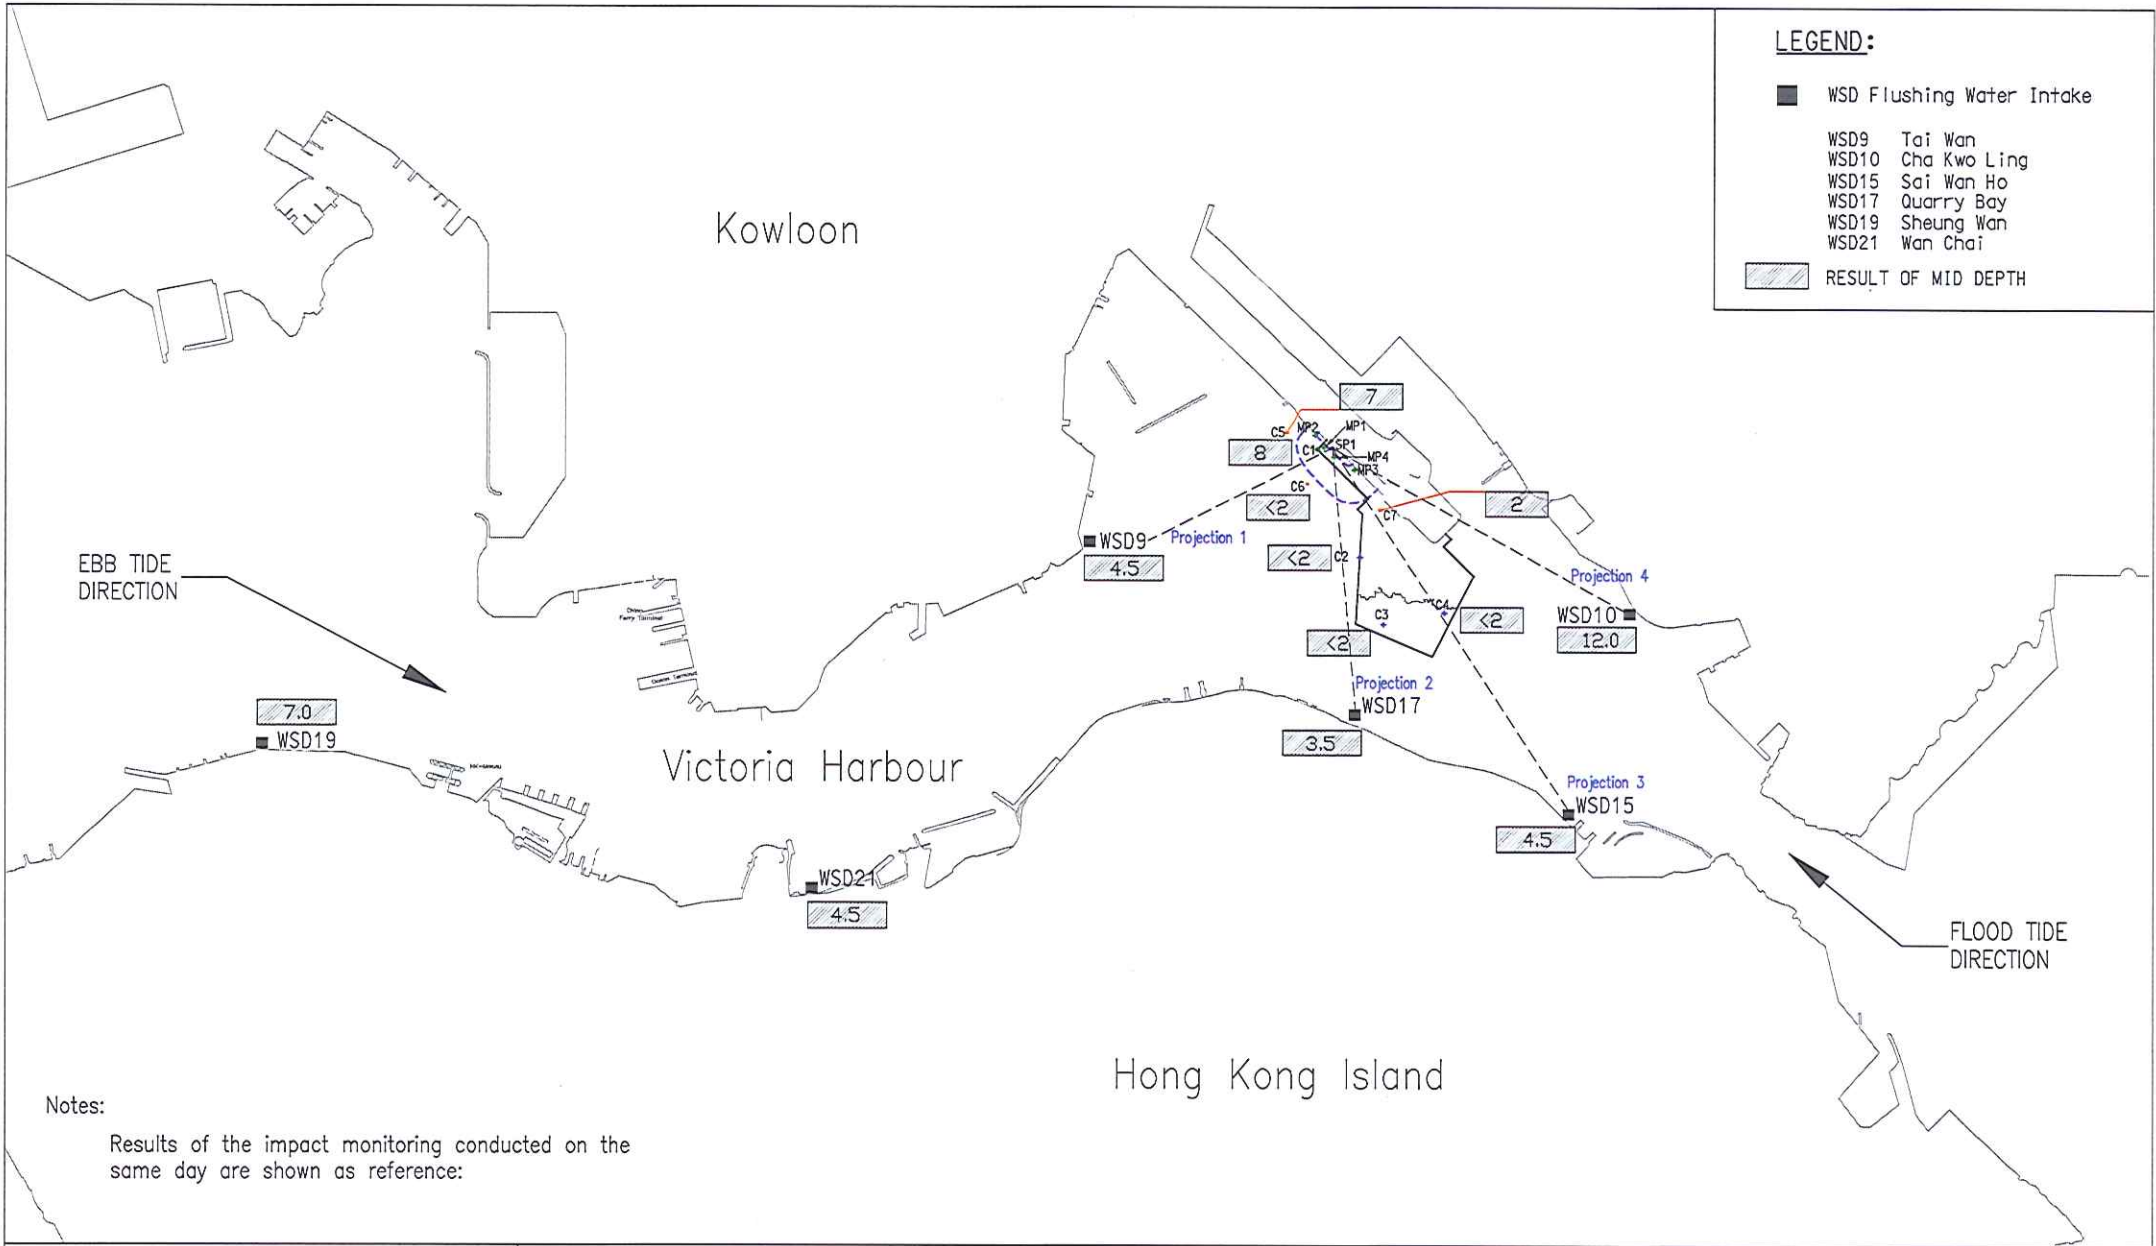 LEGEND:
WSD Flushing Water Intake
WSD9 Tai Wan
WSD10 Cha Kwo Ling
WSD15 Sai Wan Ho
WSD17 Quarry Bay
WSD19 Sheung Wan
WSD21 Wan Chai
RESULT OF MID DEPTH
Kowloon
7
C5
MP2
MP1
8
C1
SP1
MP4
MP3
C6
<2
2
C7
WSD9
Projection 1
4.5
<2
C2
EBB TIDE
DIRECTION
Projection 4
C4
C3
<2
WSD10
12.0
<2
Ferry Terminal
Ocean Terminal
Projection 2
WSD17
7.0
WSD19
3.5
Victoria Harbour
Projection 3
WSD15
4.5
WSD21
4.5
FLOOD TIDE
DIRECTION
Hong Kong Island
Notes:
Results of the impact monitoring conducted on the
same day are shown as reference: